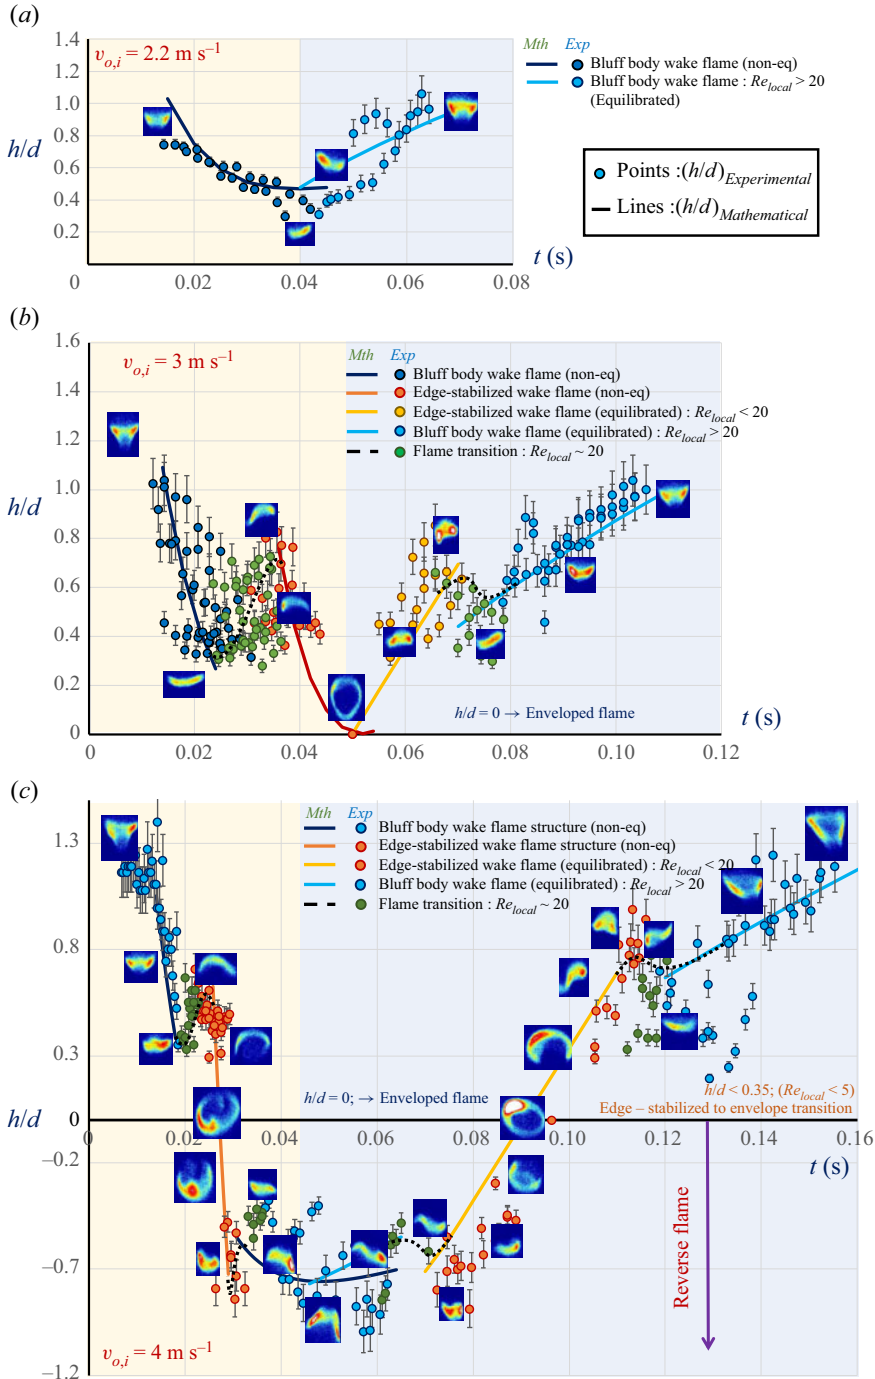 (a)
1.4
1.2
1.0
0.8
0.6
0.4
0.2
h/d
v_{o,i} = 2.2 m s⁻¹
Mth Exp
Bluff body wake flame (non-eq)
Bluff body wake flame : Re_{local} > 20
(Equilibrated)
Points :(h/d)_{Experimental}
Lines :(h/d)_{Mathematical}
0 0.02 0.04 0.06 0.08
t (s)
(b)
1.6
1.4
1.2
1.0
0.8
0.6
0.4
0.2
0
h/d
v_{o,i} = 3 m s⁻¹
Mth Exp
Bluff body wake flame (non-eq)
Edge-stabilized wake flame (non-eq)
Edge-stabilized wake flame (equilibrated) : Re_{local} < 20
Bluff body wake flame (equilibrated) : Re_{local} > 20
Flame transition : Re_{local} ~ 20
h/d = 0 → Enveloped flame
t (s)
0 0.02 0.04 0.06 0.08 0.100 0.12
(c)
1.3
0.8
0.3
0
−0.2
−0.7
−1.2
h/d
Mth Exp
Bluff body wake flame structure (non-eq)
Edge-stabilized wake flame structure (non-eq)
Edge-stabilized wake flame (equilibrated) : Re_{local} < 20
Bluff body wake flame (equilibrated) : Re_{local} > 20
Flame transition : Re_{local} ~ 20
h/d = 0; → Enveloped flame
h/d < 0.35; (Re_{local} < 5)
Edge – stabilized to envelope transition
0 0.02 0.04 0.06 0.08 0.10 0.12 0.14 0.16
t (s)
Reverse flame
v_{o,i} = 4 m s⁻¹